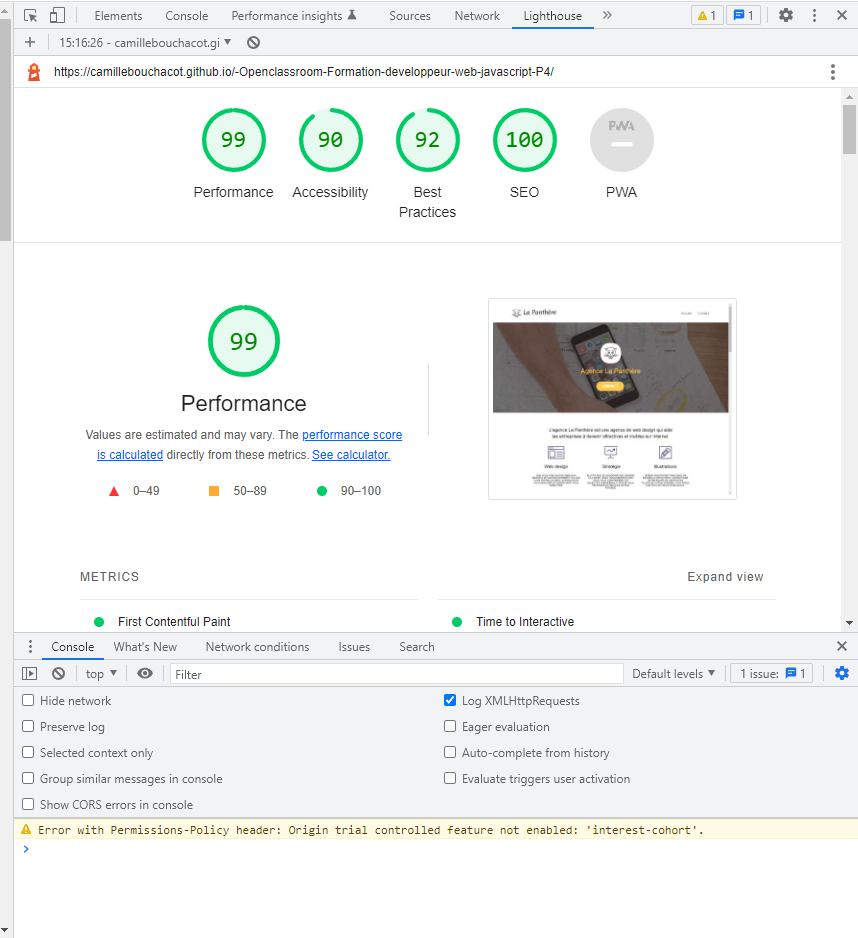 Elements Console Performance insights Sources Network Lighthouse 1 1
15:16:26 - camillebouchacot.gi
https://camillebouchacot.github.io/-Openclassroom-Formation-developpeur-web-javascript-P4/
99 90 92 100 PWA
Performance Accessibility Best Practices SEO PWA
99
Performance
Values are estimated and may vary. The performance score
is calculated directly from these metrics. See calculator.
0–49 50–89 90–100
La Panthère
Agence La Panthère
L'agence La Panthère est une agence de web design qui aide
les entreprises à devenir attractives et visibles sur Internet
Web design Stratégie Illustrations
METRICS Expand view
First Contentful Paint Time to Interactive
Console What's New Network conditions Issues Search
top Filter Default levels 1 issue: 1
Hide network Log XMLHttpRequests
Preserve log Eager evaluation
Selected context only Auto-complete from history
Group similar messages in console Evaluate triggers user activation
Show CORS errors in console
Error with Permissions-Policy header: Origin trial controlled feature not enabled: 'interest-cohort'.